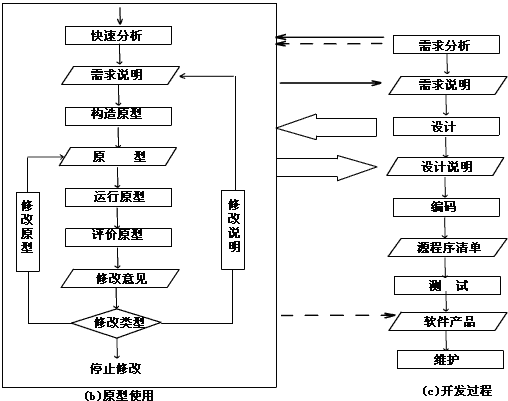 快速分析
需求说明
构造原型
原 型
运行原型
评价原型
修改意见
修改类型
停止修改
修改原型
修改说明
(b)原型使用
需求分析
需求说明
设计
设计说明
编码
源程序清单
测 试
软件产品
维护
(c)开发过程